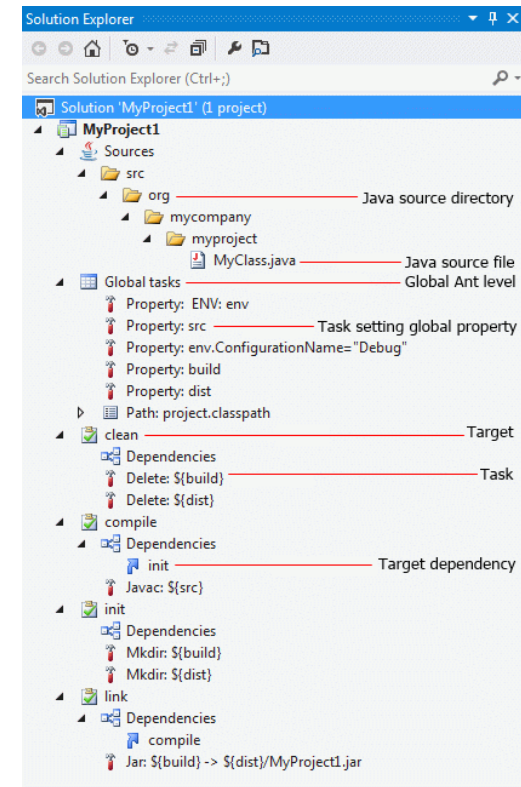 Solution Explorer
Search Solution Explorer (Ctrl+;)
Solution 'MyProject1' (1 project)
MyProject1
Sources
src
org Java source directory
mycompany
myproject
MyClass.java Java source file
Global tasks Global Ant level
Property: ENV: env
Property: src Task setting global property
Property: env.ConfigurationName="Debug"
Property: build
Property: dist
Path: project.classpath
clean Target
Dependencies
Delete: ${build} Task
Delete: ${dist}
compile
Dependencies
init Target dependency
Javac: ${src}
init
Dependencies
Mkdir: ${build}
Mkdir: ${dist}
link
Dependencies
compile
Jar: ${build} -> ${dist}/MyProject1.jar